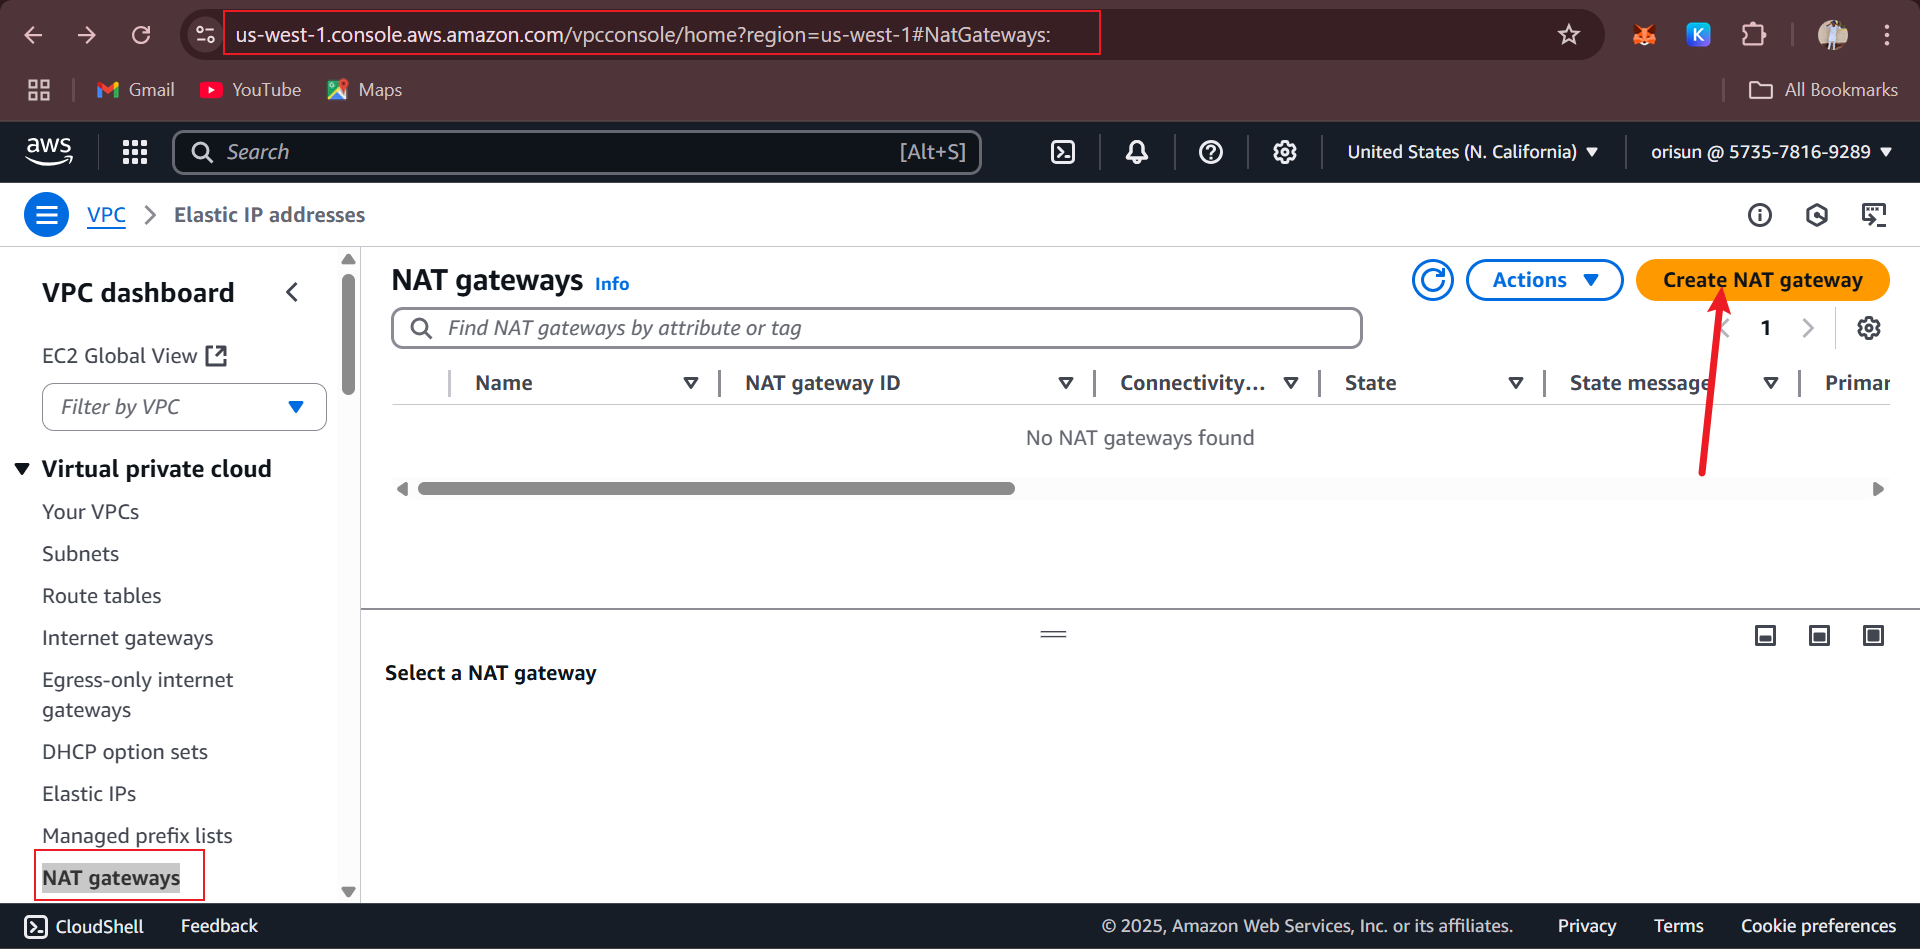 us-west-1.console.aws.amazon.com/vpcconsole/home?region=us-west-1#NatGateways:
K
Gmail
YouTube
Maps
All Bookmarks
aws
Search
[Alt+S]
United States (N. California)
orisun @ 5735-7816-9289
VPC
Elastic IP addresses
VPC dashboard
EC2 Global View
Filter by VPC
Virtual private cloud
Your VPCs
Subnets
Route tables
Internet gateways
Egress-only internet
gateways
DHCP option sets
Elastic IPs
Managed prefix lists
NAT gateways
NAT gateways Info
Actions
Create NAT gateway
Find NAT gateways by attribute or tag
1
Name
NAT gateway ID
Connectivity...
State
State message
Primar
No NAT gateways found
Select a NAT gateway
CloudShell
Feedback
© 2025, Amazon Web Services, Inc. or its affiliates.
Privacy
Terms
Cookie preferences